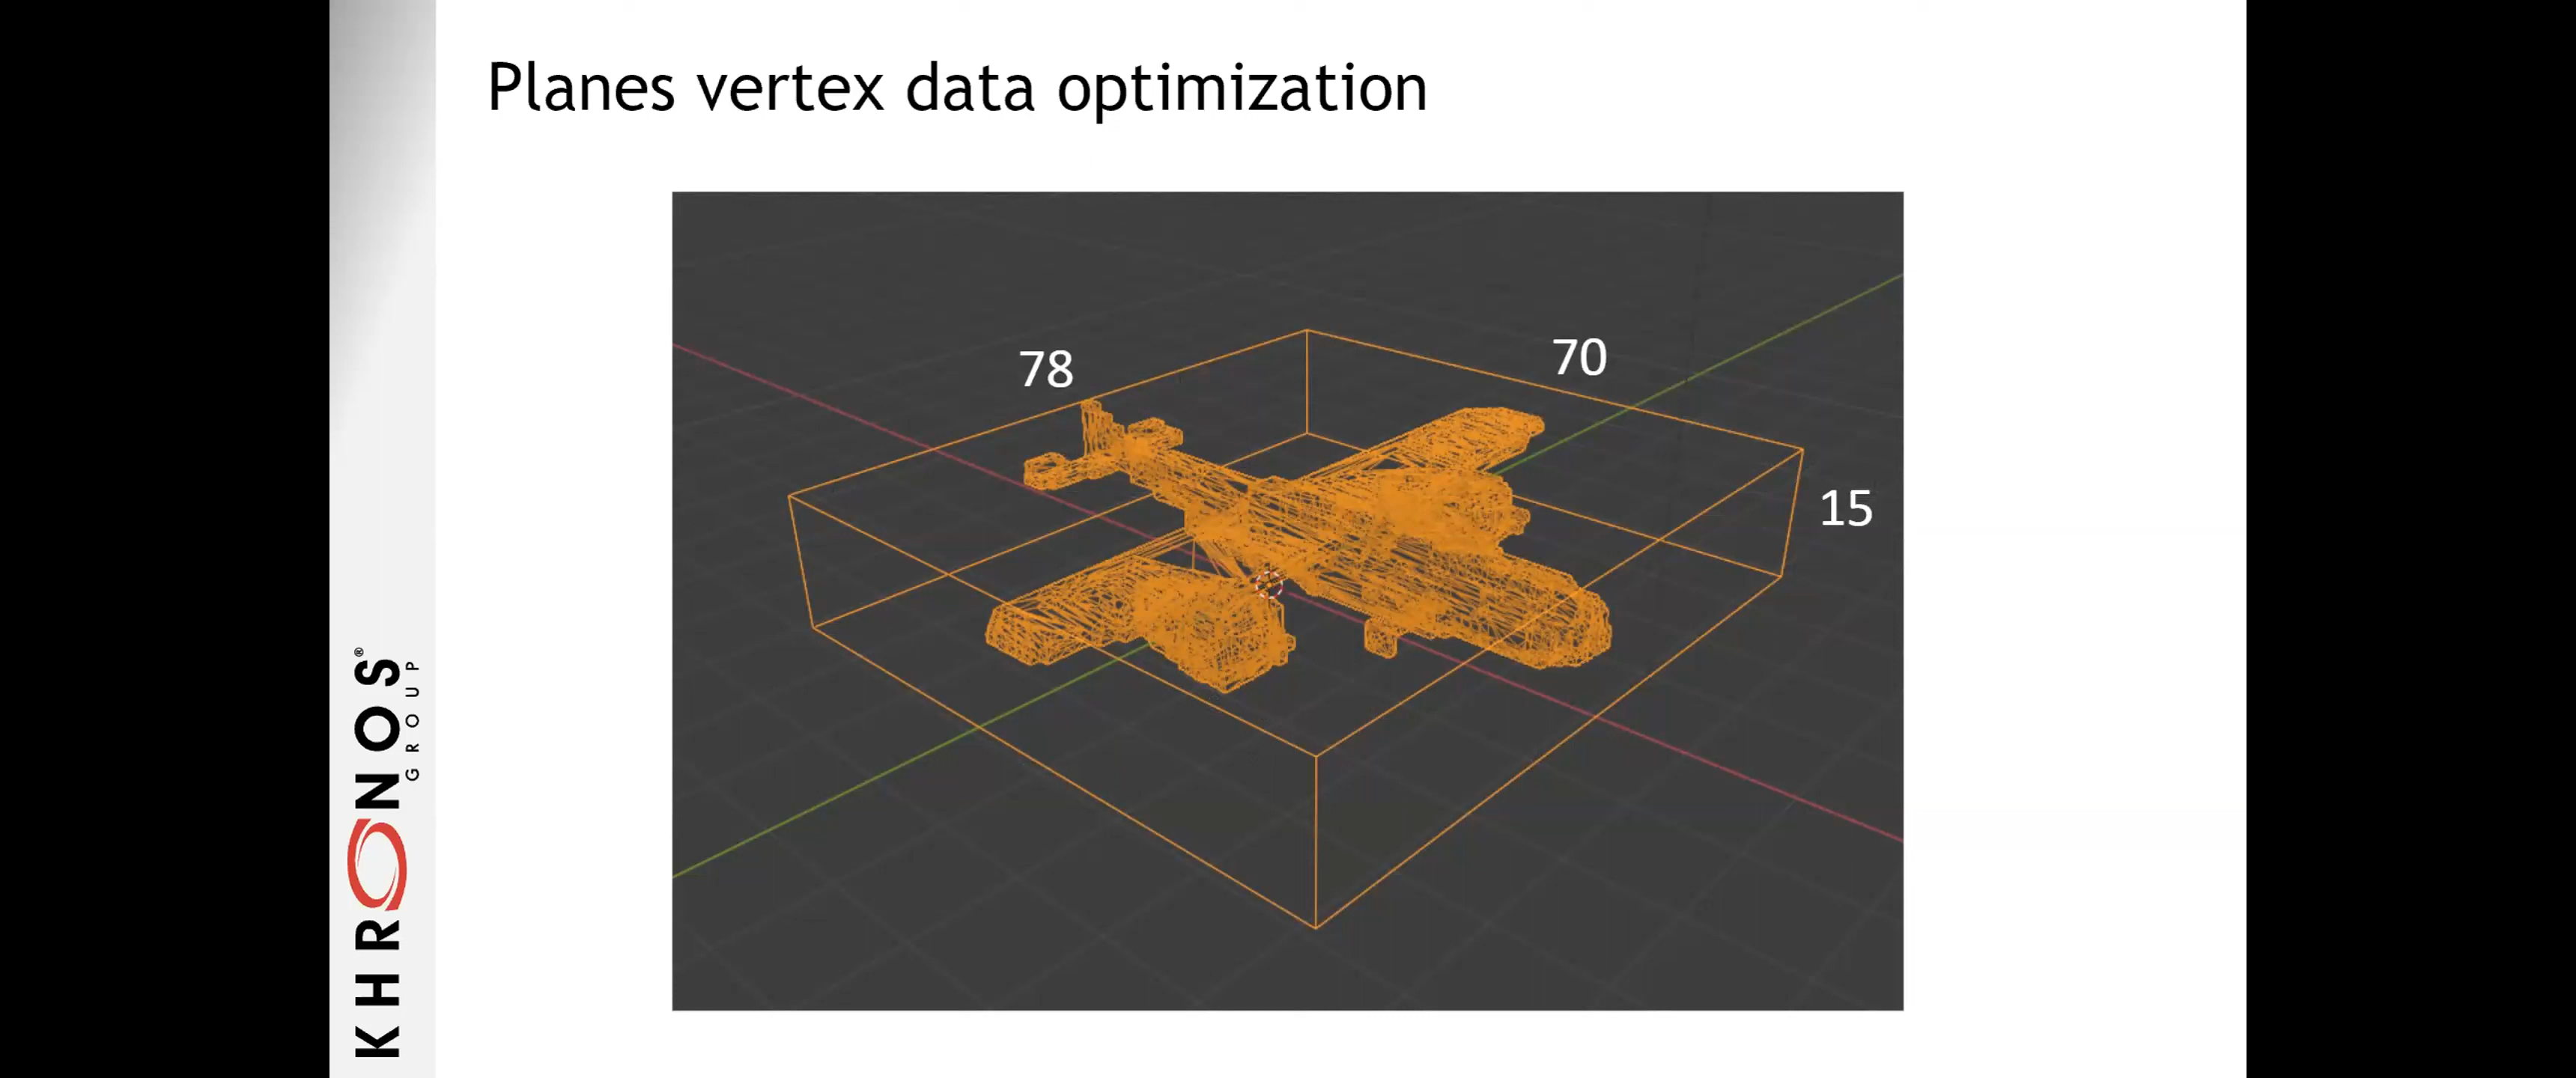 Planes vertex data optimization
78
70
15
KHRONOS®
GROUP